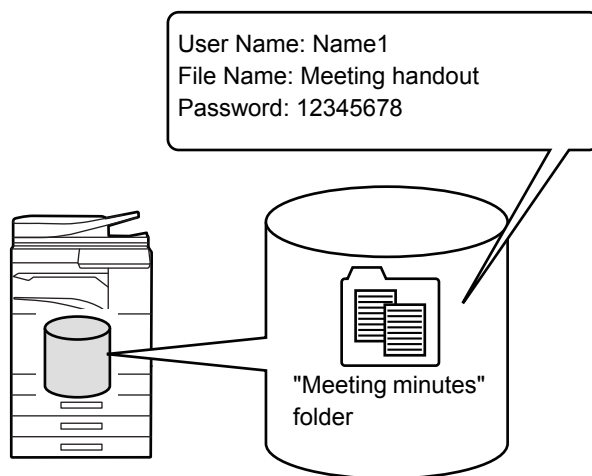 User Name: Name1
File Name: Meeting handout
Password: 12345678
"Meeting minutes"
folder